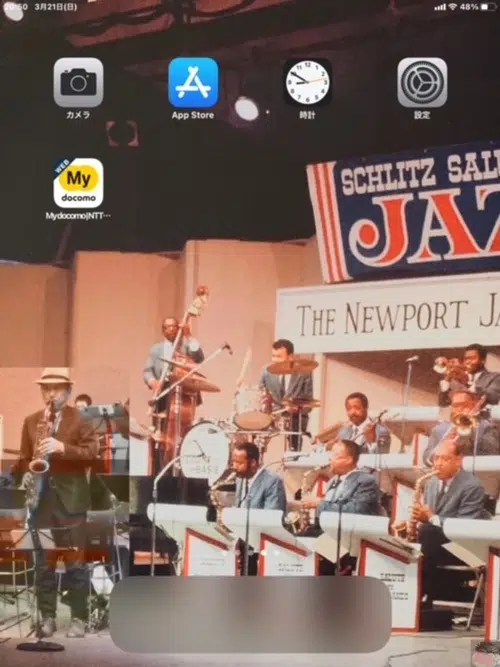 20:50 3月21日(日)
48%
カメラ
App Store
時計
設定
WEB
My
docomo
Mydocomo|NTT…
SCHLITZ SAL
JAZ
THE NEWPORT JA